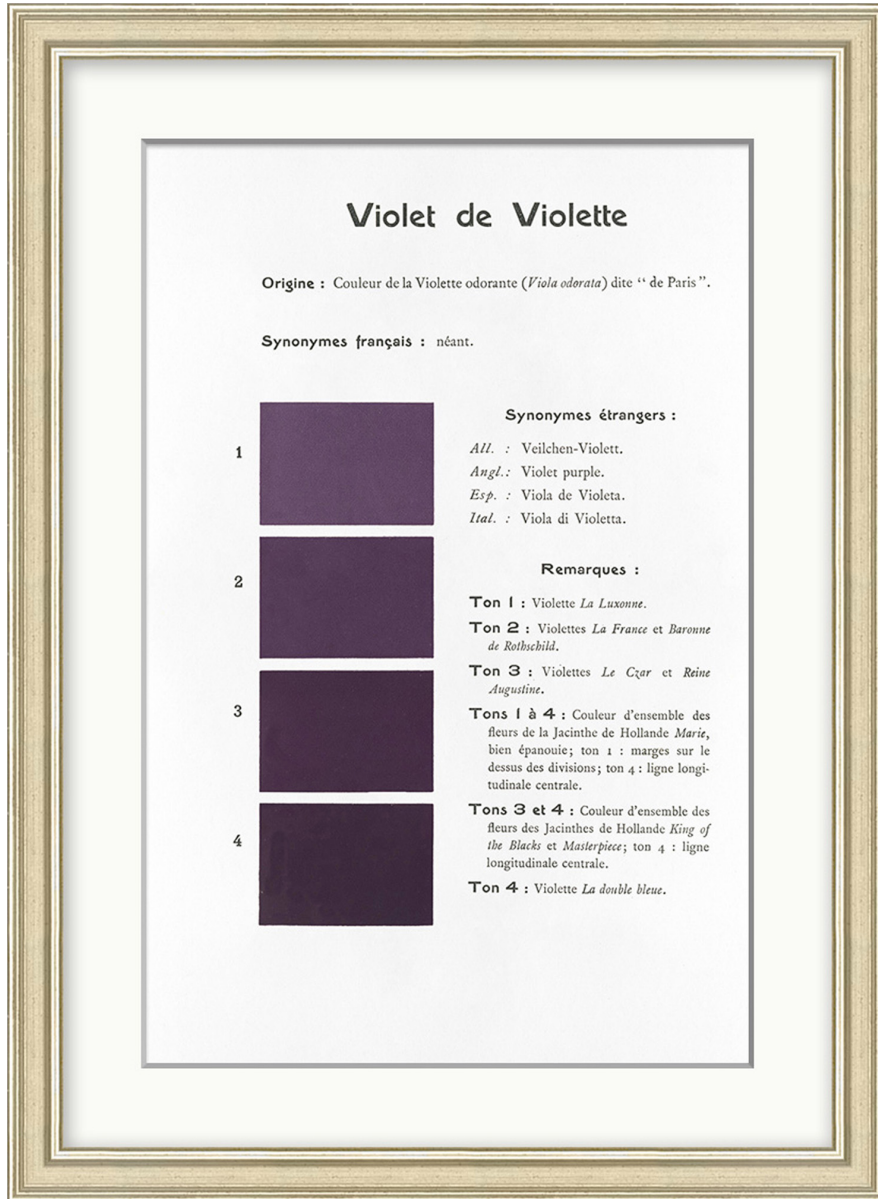 Violet de Violette
Origine : Couleur de la Violette odorante (Viola odorata) dite “ de Paris ”.
Synonymes français : néant.
1
2
3
4
Synonymes étrangers :
All. : Veilchen-Violett.
Angl. : Violet purple.
Esp. : Viola de Violeta.
Ital. : Viola di Violetta.
Remarques :
Ton 1 : Violette La Luxonne.
Ton 2 : Violettes La France et Baronne
de Rothschild.
Ton 3 : Violettes Le Czar et Reine
Augustine.
Tons 1 à 4 : Couleur d’ensemble des
fleurs de la Jacinthe de Hollande Marie,
bien épanouie; ton 1 : marges sur le
dessus des divisions; ton 4 : ligne longi-
tudinale centrale.
Tons 3 et 4 : Couleur d’ensemble des
fleurs des Jacinthes de Hollande King of
the Blacks et Masterpiece; ton 4 : ligne
longitudinale centrale.
Ton 4 : Violette La double bleue.